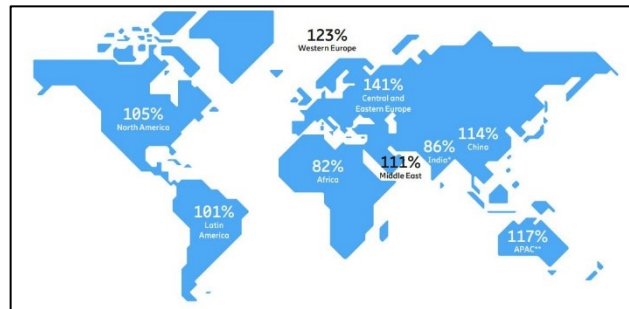 123%
Western Europe
141%
Central and
Eastern Europe
105%
North America
114%
China
86%
India*
111%
Middle East
82%
Africa
101%
Latin
America
117%
APAC**